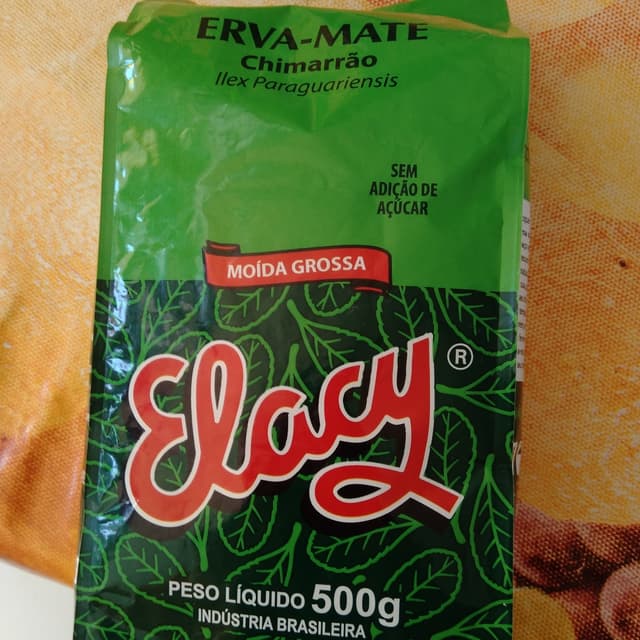 ERVA-MATE
Chimarrão
Ilex Paraguariensis
SEM
ADIÇÃO DE
AÇÚCAR
MOÍDA GROSSA
Elacy ®
PESO LÍQUIDO 500g
INDÚSTRIA BRASILEIRA